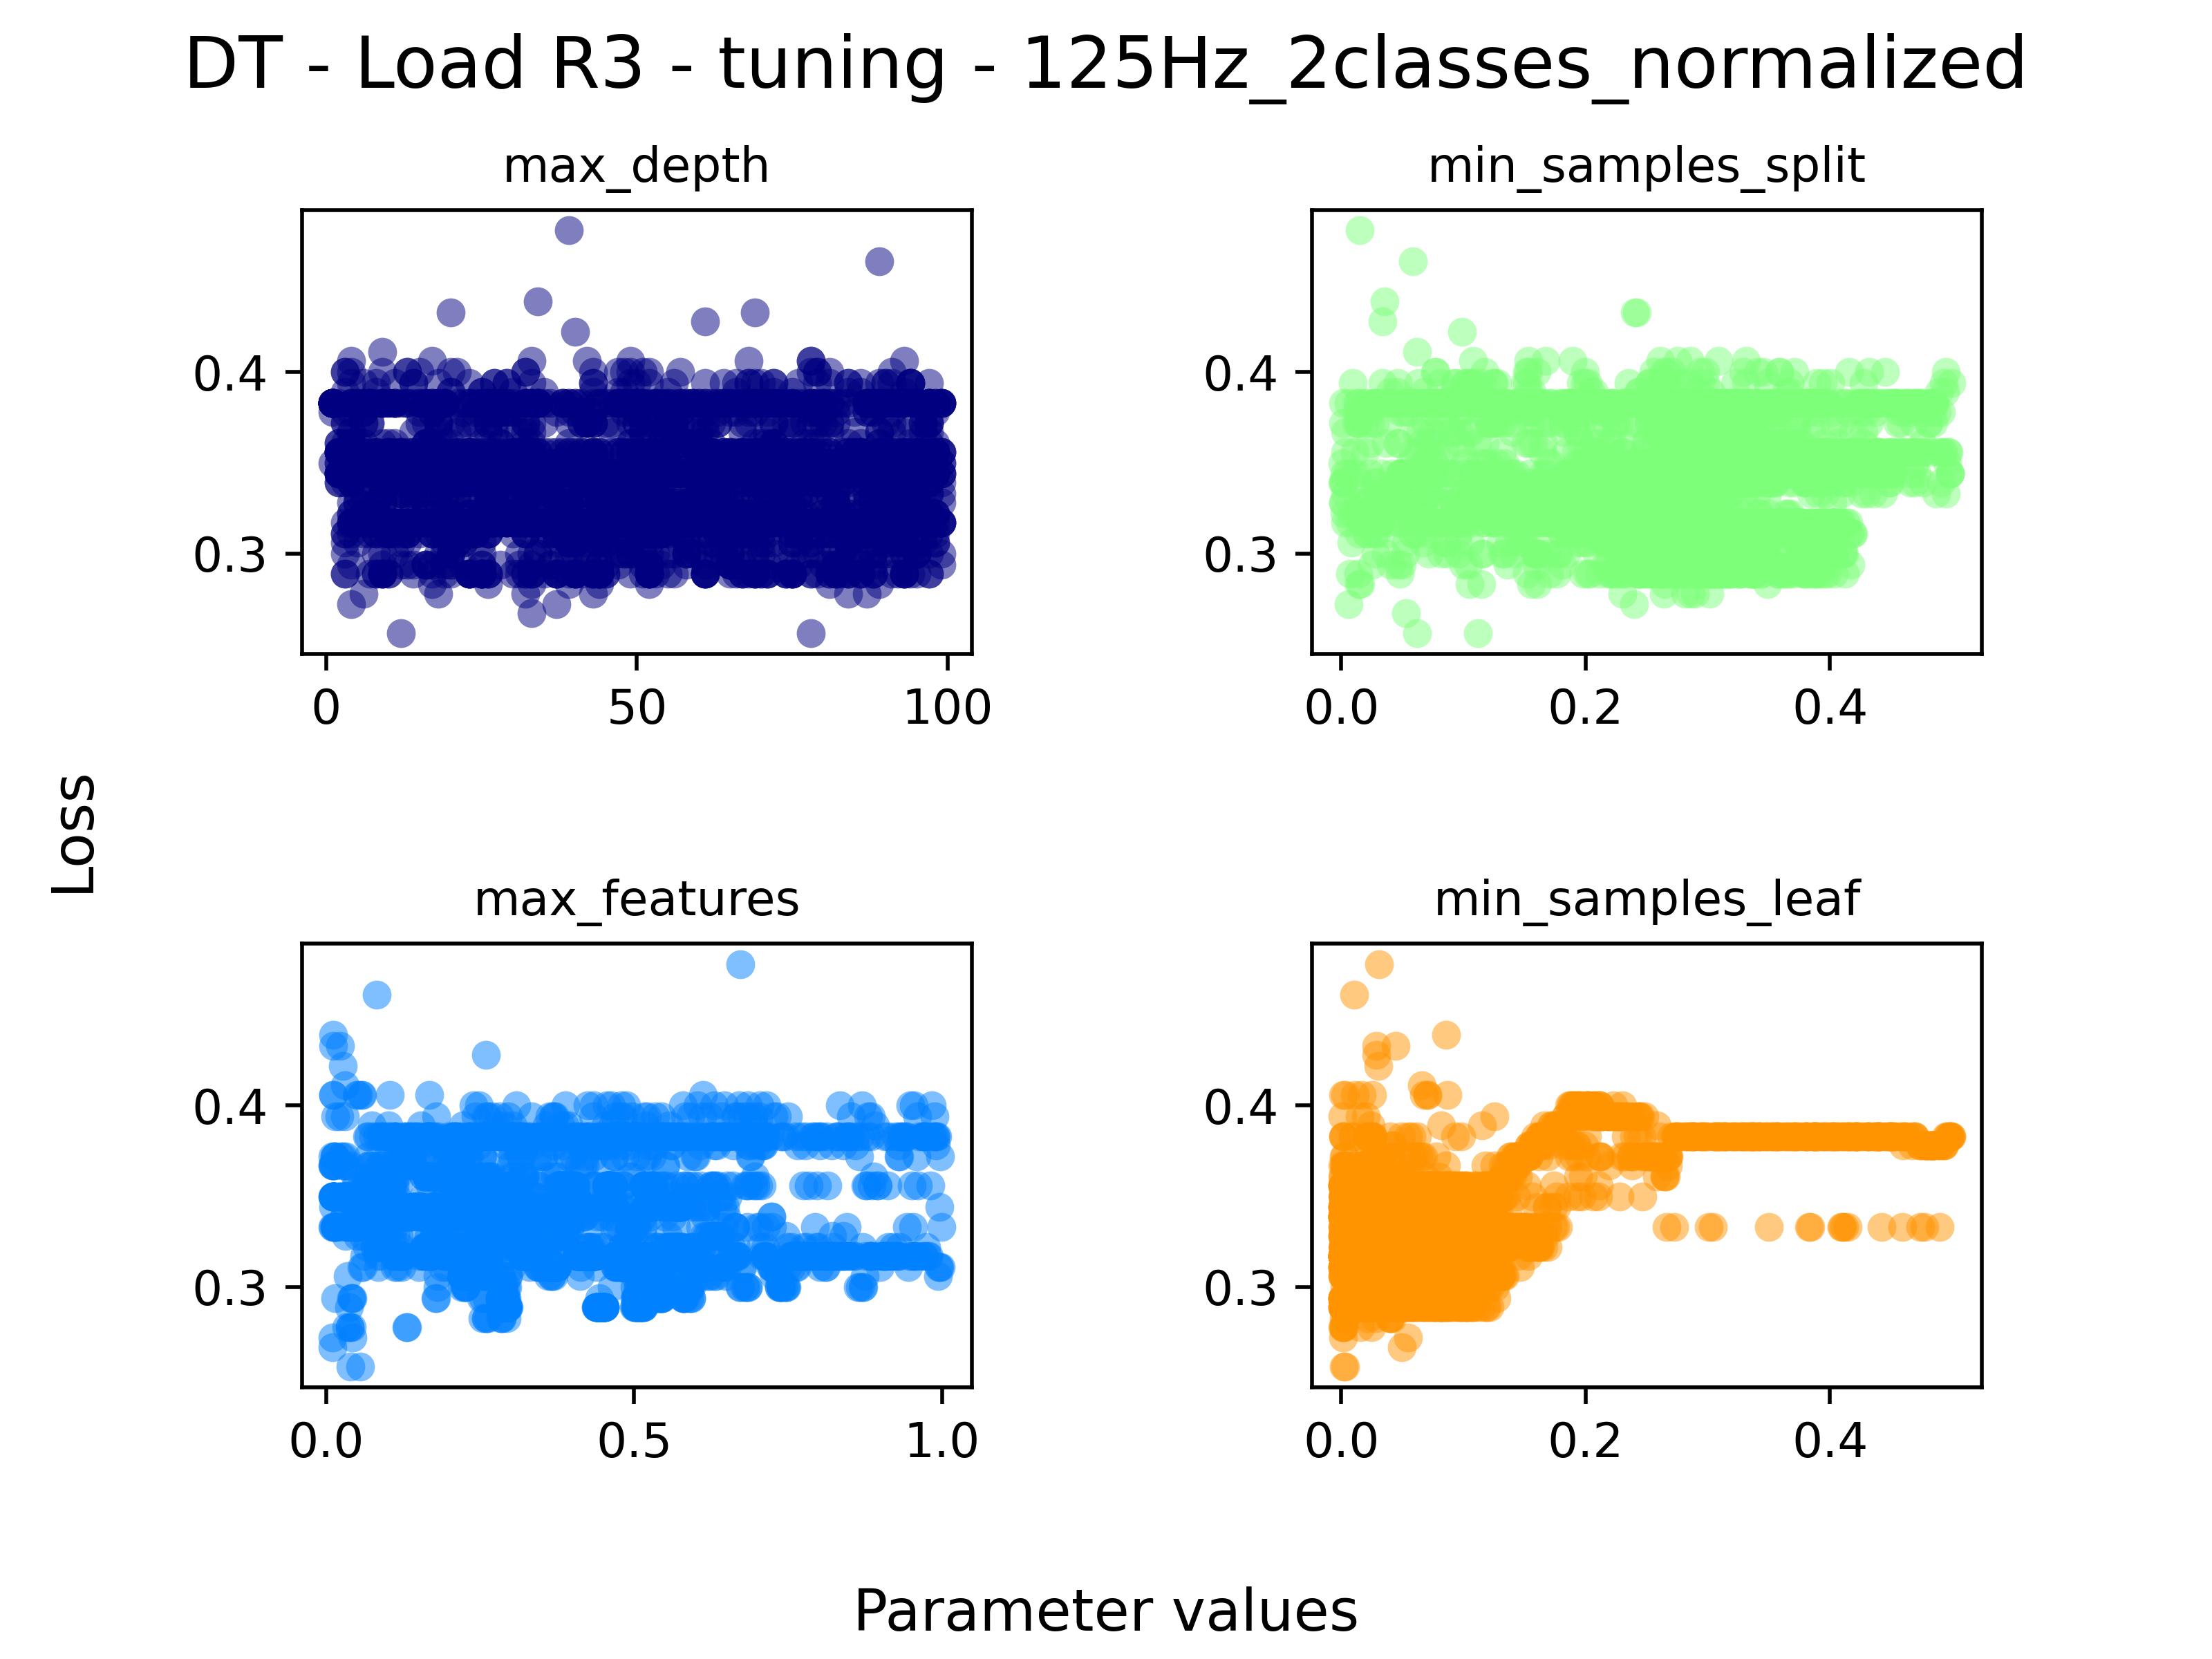 DT - Load R3 - tuning - 125Hz_2classes_normalized
max_depth
min_samples_split
0.4
0.3
0 50 100
0.4
0.3
0.0 0.2 0.4
Loss
max_features
min_samples_leaf
0.4
0.3
0.0 0.5 1.0
0.4
0.3
0.0 0.2 0.4
Parameter values